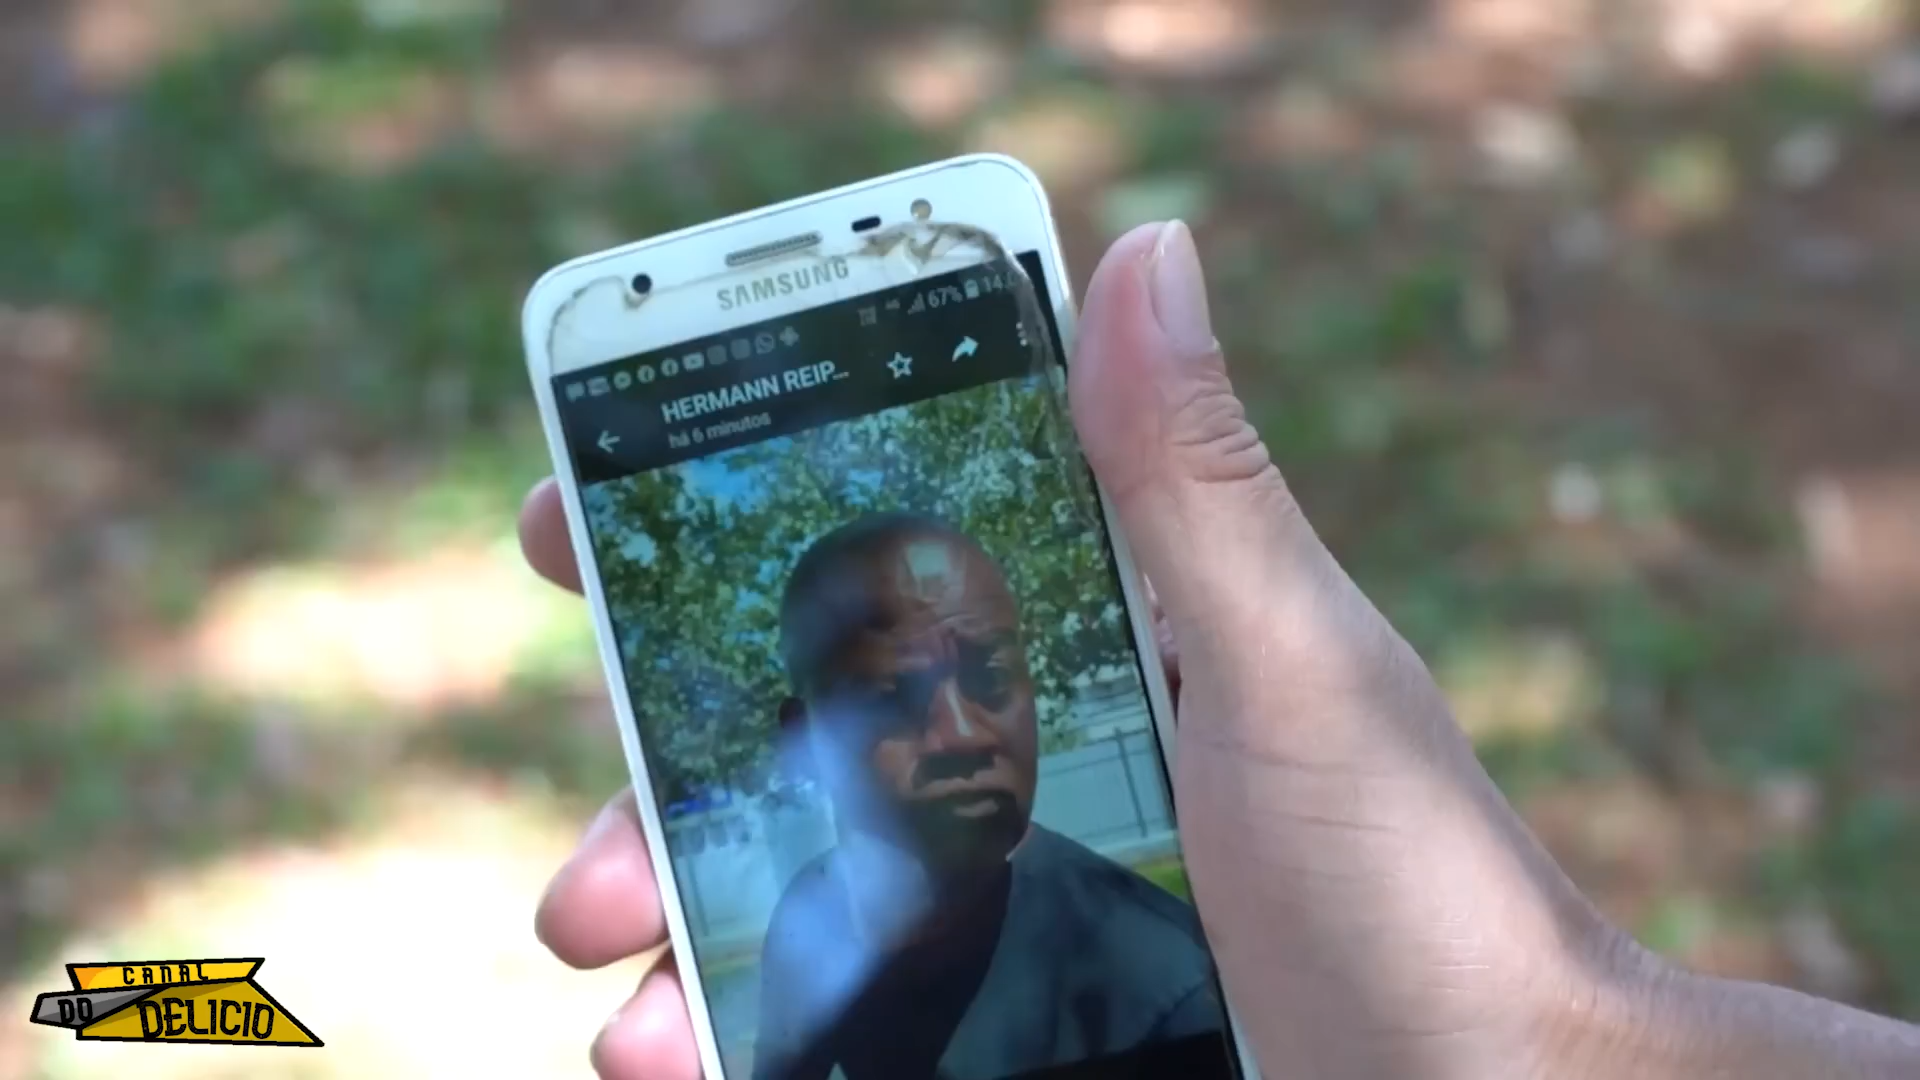 SAMSUNG
67%
HERMANN REIP...
há 6 minutos
CANAL
DO DELICIO